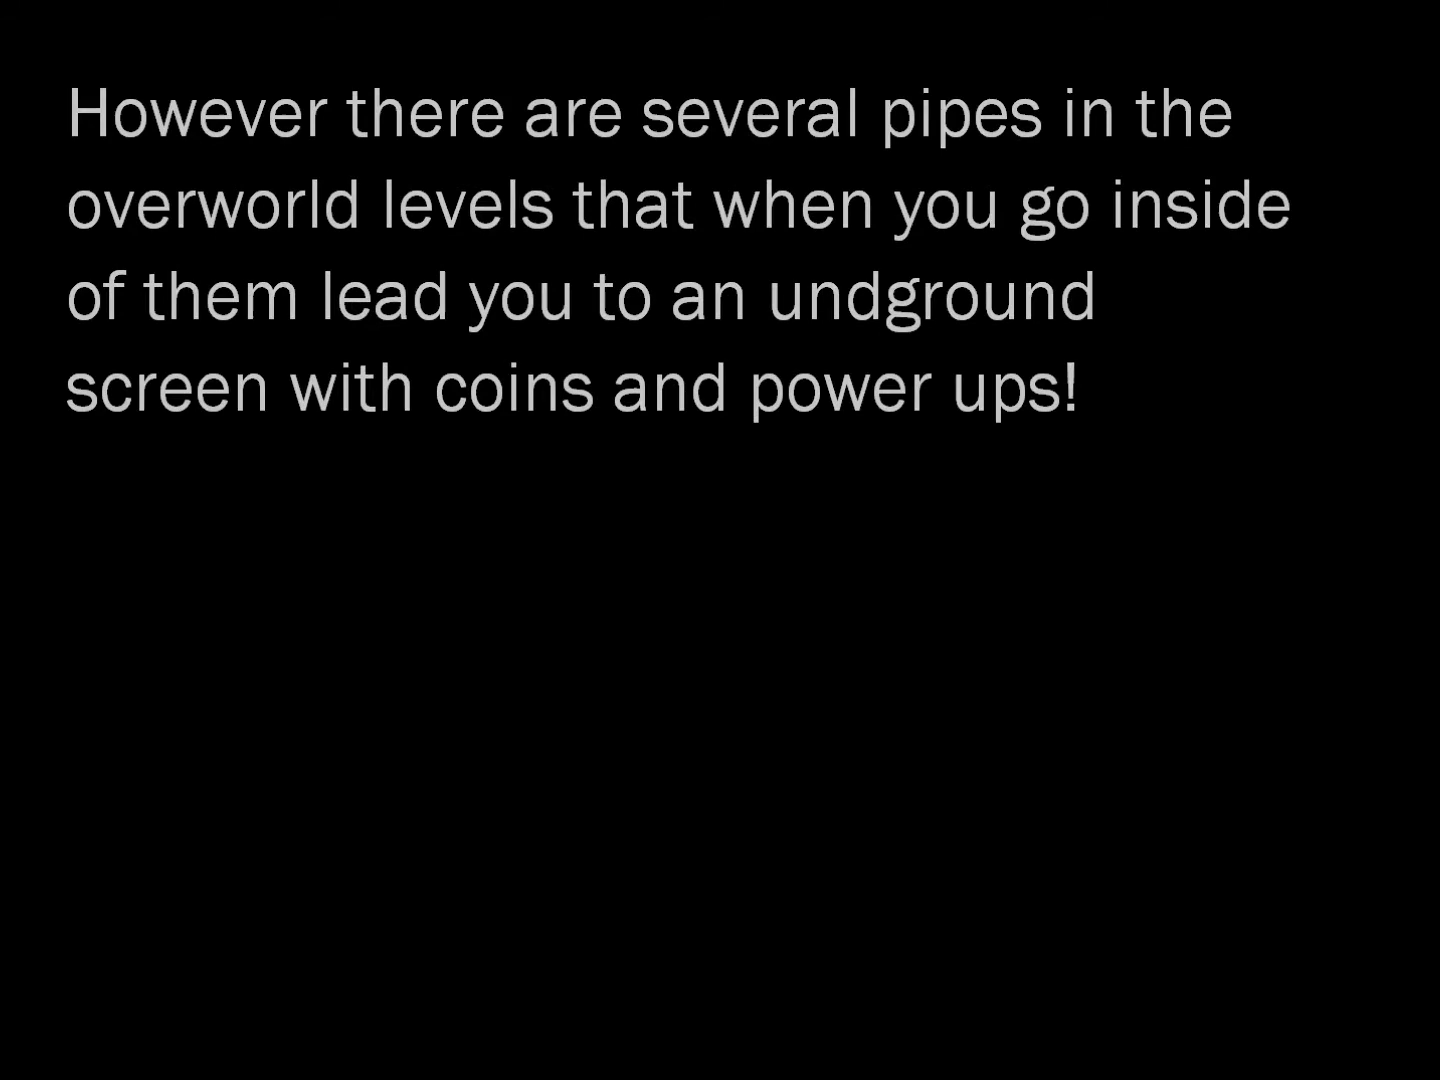 However there are several pipes in the
overworld levels that when you go inside
of them lead you to an undground
screen with coins and power ups!